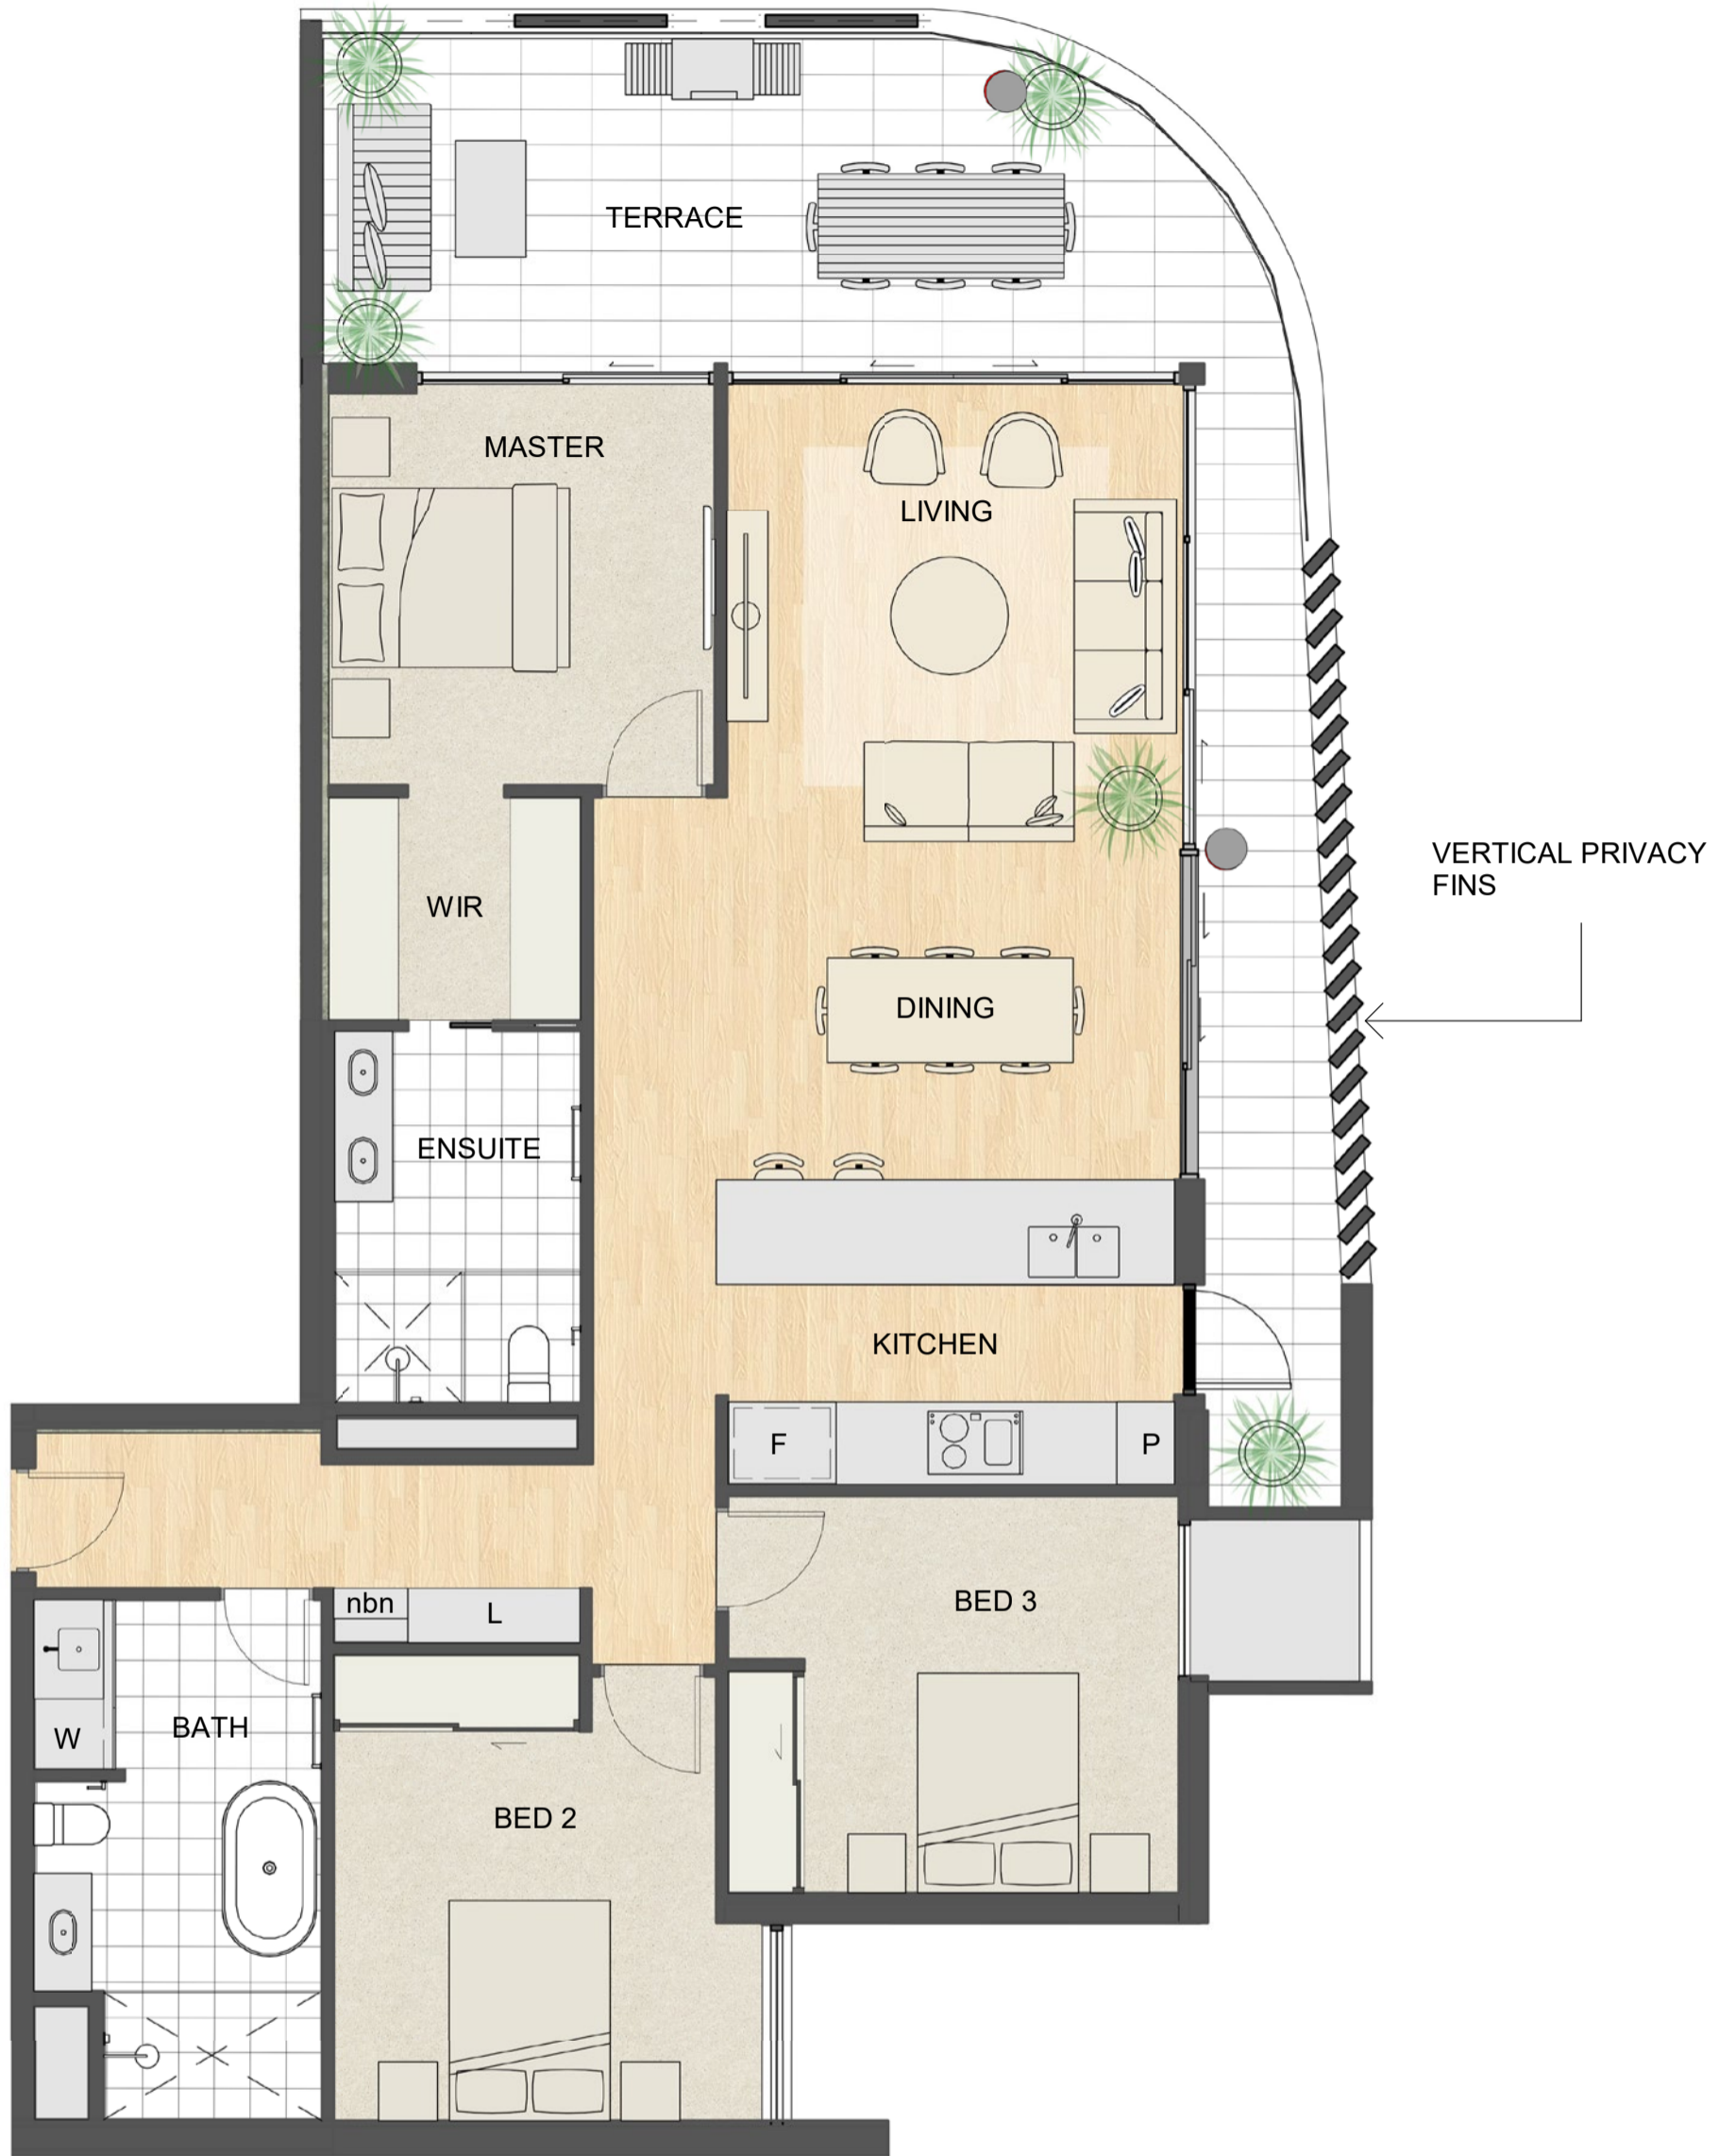 TERRACE
MASTER
LIVING
VERTICAL PRIVACY
FINS
WIR
DINING
ENSUITE
KITCHEN
F
P
BED 3
nbn
L
BATH
W
BED 2